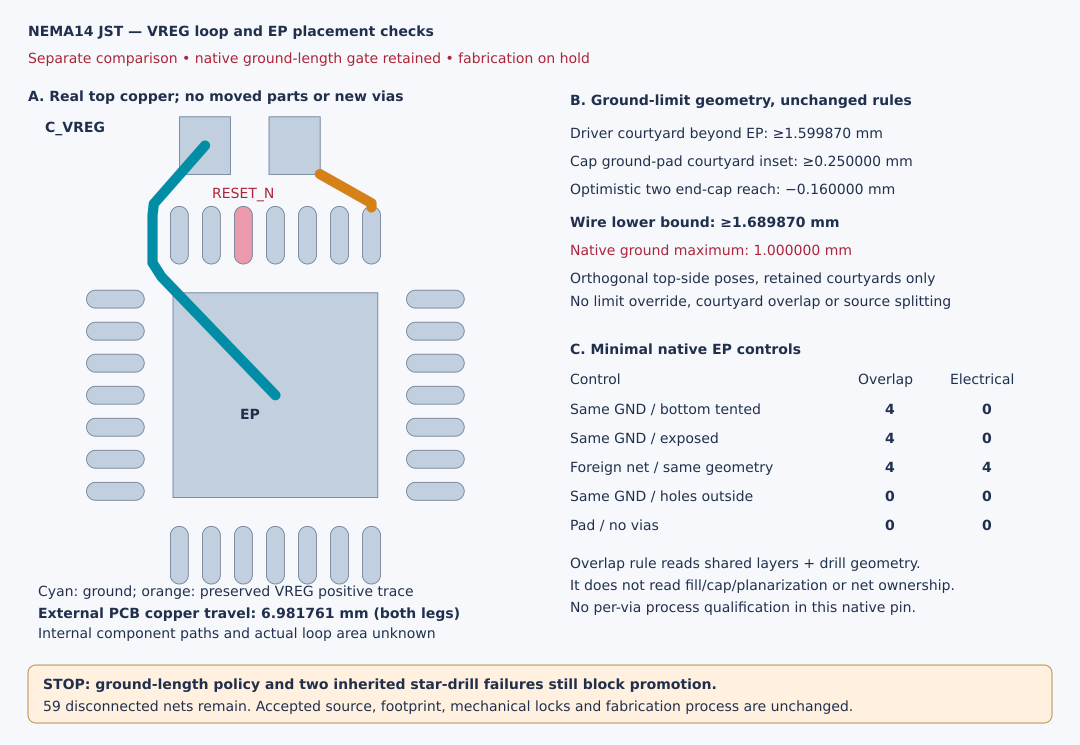 NEMA14 JST — VREG loop and EP placement checks
Separate comparison • native ground-length gate retained • fabrication on hold
A. Real top copper; no moved parts or new vias
C_VREG
RESET_N
EP
Cyan: ground; orange: preserved VREG positive trace
External PCB copper travel: 6.981761 mm (both legs)
Internal component paths and actual loop area unknown
B. Ground-limit geometry, unchanged rules
Driver courtyard beyond EP: ≥1.599870 mm
Cap ground-pad courtyard inset: ≥0.250000 mm
Optimistic two end-cap reach: −0.160000 mm
Wire lower bound: ≥1.689870 mm
Native ground maximum: 1.000000 mm
Orthogonal top-side poses, retained courtyards only
No limit override, courtyard overlap or source splitting
C. Minimal native EP controls
Control Overlap Electrical
Same GND / bottom tented 4 0
Same GND / exposed 4 0
Foreign net / same geometry 4 4
Same GND / holes outside 0 0
Pad / no vias 0 0
Overlap rule reads shared layers + drill geometry.
It does not read fill/cap/planarization or net ownership.
No per-via process qualification in this native pin.
STOP: ground-length policy and two inherited star-drill failures still block promotion.
59 disconnected nets remain. Accepted source, footprint, mechanical locks and fabrication process are unchanged.